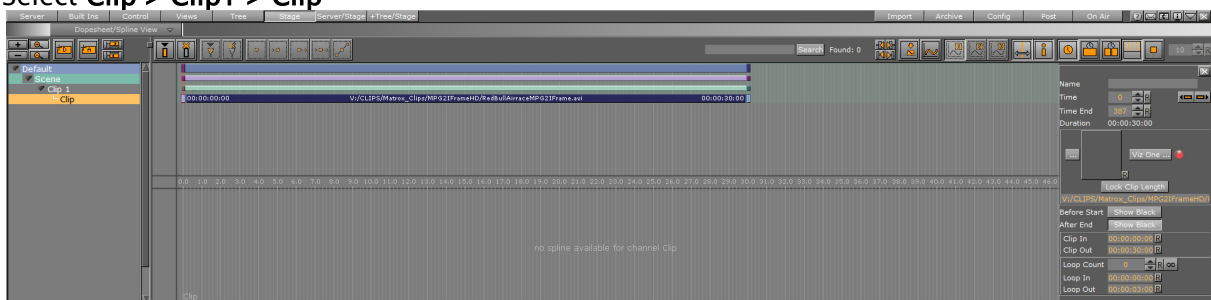 Select Clip > Clip1 > Clip
Server Built Ins Control Views Tree Stage Server/Stage +Tree/Stage Import Archive Config Post On Air
Dopesheet/Spline View
Search Found: 0 10 R
Default
Scene
Clip 1
Clip
00:00:00:00 V:/CLIPS/Matrox_Clips/MPG2IFrameHD/RedBullAirraceMPG2IFrame.avi 00:00:30:00
Name
Time 0 R
Time End 387 R
Duration 00:00:30:00
... Viz One ...
R
Lock Clip Length
0.0 1.0 2.0 3.0 4.0 5.0 6.0 7.0 8.0 9.0 10.0 11.0 12.0 13.0 14.0 15.0 16.0 17.0 18.0 19.0 20.0 21.0 22.0 23.0 24.0 25.0 26.0 27.0 28.0 29.0 30.0 31.0 32.0 33.0 34.0 35.0 36.0 37.0 38.0 39.0 40.0 41.0 42.0 43.0 44.0 45.0 46.0
V:/CLIPS/Matrox_Clips/MPG2IFrameHD/
Before Start Show Black
After End Show Black
Clip In 00:00:00:00 R
Clip Out 00:00:30:00 R
no spline available for channel Clip
Loop Count 0 R ∞
Loop In 00:00:00:00 R
Loop Out 00:00:03:00 R
Clip